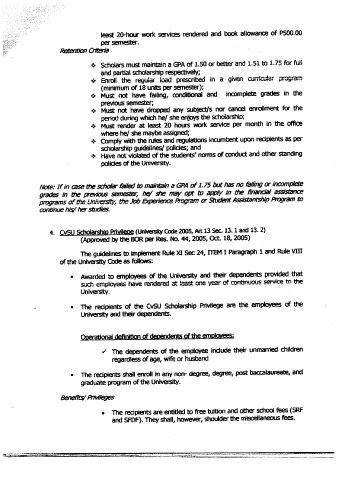 least 20-hour work services rendered and book allowance of P500.00
per semester.
Retention Criteria
❖ Scholars must maintain a GPA of 1.50 or better and 1.51 to 1.75 for full
and partial scholarship respectively;
❖ Enroll the regular load prescribed in a given curricular program
(minimum of 18 units per semester);
❖ Must not have failing, conditional and incomplete grades in the
previous semester;
❖ Must not have dropped any subject/s nor cancel enrollment for the
period during which he/ she enjoys the scholarship;
❖ Must render at least 20 hours work service per month in the office
where he/ she maybe assigned;
❖ Comply with the rules and regulations incumbent upon recipients as per
scholarship guidelines/ policies; and
❖ Have not violated of the students' norms of conduct and other standing
policies of the University.
Note: If in case the scholar failed to maintain a GPA of 1.75 but has no failing or incomplete
grades in the previous semester, he/ she may opt to apply in the financial assistance
programs of the University, the Job Experience Program or Student Assistantship Program to
continue his/ her studies.
4. CvSU Scholarship Privilege (University Code 2005, Art 13 Sec. 13. 1 and 13. 2)
(Approved by the BOR per Res. No. 44, 2005, Oct. 18, 2005)
The guidelines to implement Rule XI Sec 24, ITEM I Paragraph 1 and Rule VIII
of the University Code as follows:
• Awarded to employees of the University and their dependents provided that
such employees have rendered at least one year of continuous service to the
University.
• The recipients of the CvSU Scholarship Privilege are the employees of the
University and their dependents.
Operational definition of dependents of the employees:
✓ The dependents of the employee include their unmarried children
regardless of age, wife or husband
• The recipients shall enroll in any non- degree, degree, post baccalaureate, and
graduate program of the University.
Benefits/ Privileges
• The recipients are entitled to free tuition and other school fees (SRF
and SFDF). They shall, however, shoulder the miscellaneous fees.